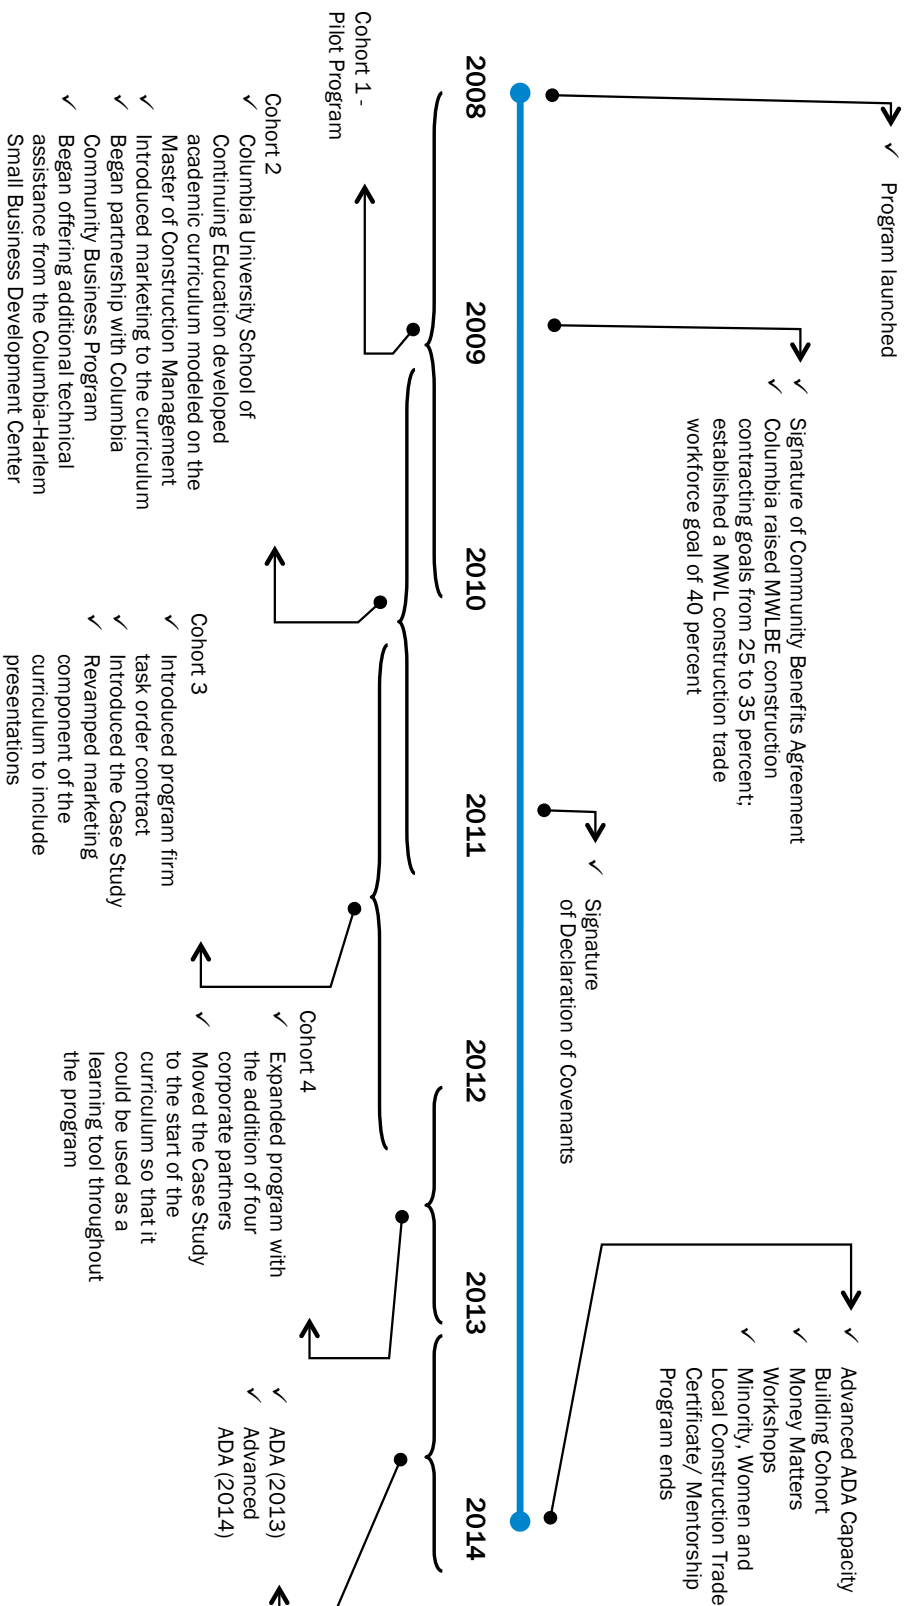 ✓ Program launched
✓ Signature of Community Benefits Agreement
✓ Columbia raised MWLBE construction
contracting goals from 25 to 35 percent;
established a MWL construction trade
workforce goal of 40 percent
✓ Signature
of Declaration of Covenants
✓ Advanced ADA Capacity
Building Cohort
✓ Money Matters
Workshops
✓ Minority, Women and
Local Construction Trade
Certificate/ Mentorship
Program ends
2008
2009
2010
2011
2012
2013
2014
Cohort 1 -
Pilot Program
Cohort 2
✓ Columbia University School of
Continuing Education developed
academic curriculum modeled on the
Master of Construction Management
✓ Introduced marketing to the curriculum
✓ Began partnership with Columbia
Community Business Program
✓ Began offering additional technical
assistance from the Columbia-Harlem
Small Business Development Center
Cohort 3
✓ Introduced program firm
task order contract
✓ Introduced the Case Study
✓ Revamped marketing
component of the
curriculum to include
presentations
Cohort 4
✓ Expanded program with
the addition of four
corporate partners
✓ Moved the Case Study
to the start of the
curriculum so that it
could be used as a
learning tool throughout
the program
✓ ADA (2013)
✓ Advanced
ADA (2014)